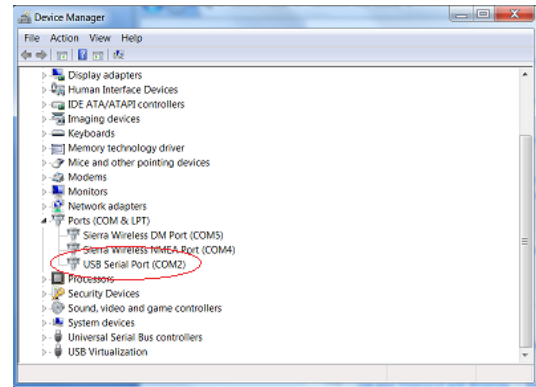 Device Manager
File Action View Help
Display adapters
Human Interface Devices
IDE ATA/ATAPI controllers
Imaging devices
Keyboards
Memory technology driver
Mice and other pointing devices
Modems
Monitors
Network adapters
Ports (COM & LPT)
Sierra Wireless DM Port (COM5)
Sierra Wireless NMEA Port (COM4)
USB Serial Port (COM2)
Processors
Security Devices
Sound, video and game controllers
System devices
Universal Serial Bus controllers
USB Virtualization